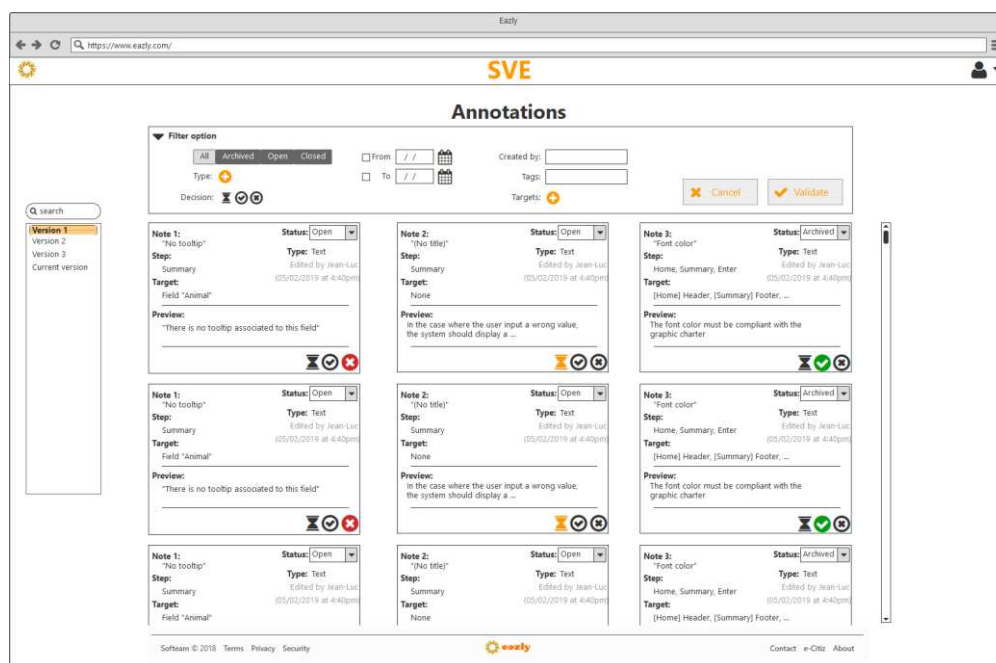 Eazly
https://www.eazly.com/
SVE
Annotations
Filter option
All Archived Open Closed
From / /
Created by:
Type:
To / /
Tags:
Decision:
Targets:
Cancel
Validate
search
Version 1
Version 2
Version 3
Current version
Note 1:
Status: Open
"No tooltip"
Type: Text
Step:
Edited by Jean-Luc
Summary
(05/02/2019 at 4:40pm)
Target:
Field "Animal"
Preview:
"There is no tooltip associated to this field"
Note 2:
Status: Open
"(No title)"
Type: Text
Step:
Edited by Jean-Luc
Summary
(05/02/2019 at 4:40pm)
Target:
None
Preview:
In the case where the user input a wrong value,
the system should display a ...
Note 3:
Status: Archived
"Font color"
Type: Text
Step:
Edited by Jean-Luc
Home, Summary, Enter
(05/02/2019 at 4:40pm)
Target:
[Home] Header, [Summary] Footer, ...
Preview:
The font color must be compliant with the
graphic charter
Note 1:
Status: Open
"No tooltip"
Type: Text
Step:
Edited by Jean-Luc
Summary
(05/02/2019 at 4:40pm)
Target:
Field "Animal"
Preview:
"There is no tooltip associated to this field"
Note 2:
Status: Open
"(No title)"
Type: Text
Step:
Edited by Jean-Luc
Summary
(05/02/2019 at 4:40pm)
Target:
None
Preview:
In the case where the user input a wrong value,
the system should display a ...
Note 3:
Status: Archived
"Font color"
Type: Text
Step:
Edited by Jean-Luc
Home, Summary, Enter
(05/02/2019 at 4:40pm)
Target:
[Home] Header, [Summary] Footer, ...
Preview:
The font color must be compliant with the
graphic charter
Note 1:
Status: Open
"No tooltip"
Type: Text
Step:
Edited by Jean-Luc
Summary
(05/02/2019 at 4:40pm)
Target:
Field "Animal"
Note 2:
Status: Open
"(No title)"
Type: Text
Step:
Edited by Jean-Luc
Summary
(05/02/2019 at 4:40pm)
Target:
None
Note 3:
Status: Archived
"Font color"
Type: Text
Step:
Edited by Jean-Luc
Home, Summary, Enter
(05/02/2019 at 4:40pm)
Target:
[Home] Header, [Summary] Footer, ...
Softeam © 2018 Terms Privacy Security
eazly
Contact e-Citiz About